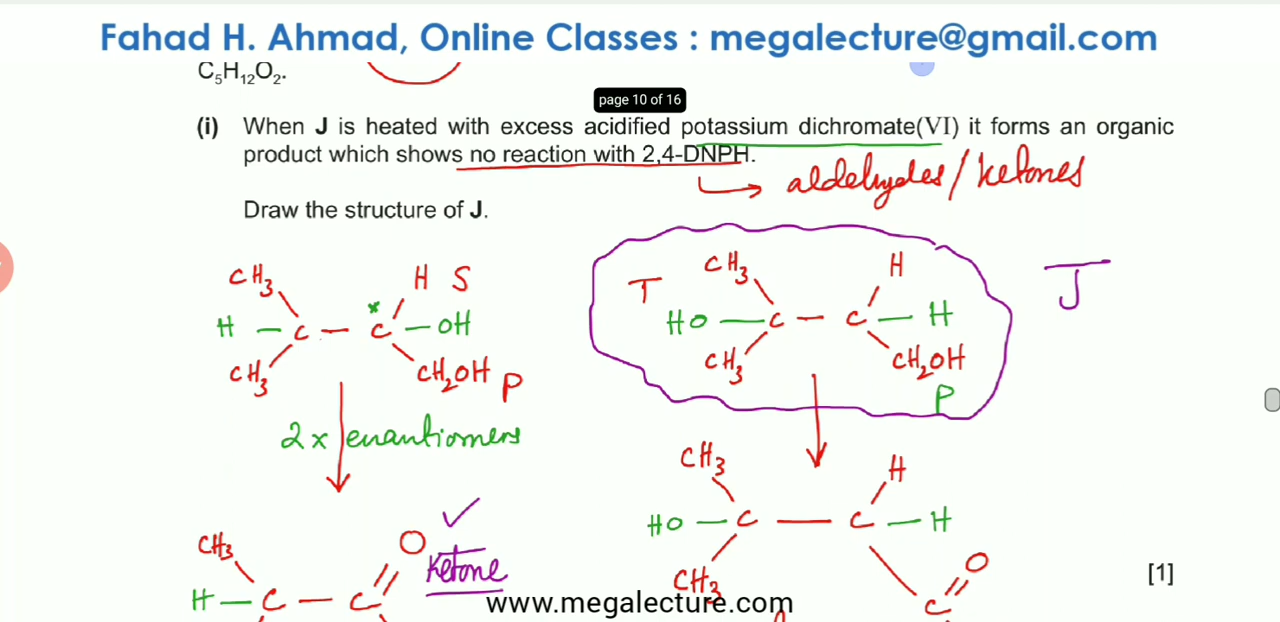 Fahad H. Ahmad, Online Classes : megalecture@gmail.com
C₅H₁₂O₂.
page 10 of 16
(i) When J is heated with excess acidified potassium dichromate(VI) it forms an organic
product which shows no reaction with 2,4-DNPH.
aldehydes/ketones
Draw the structure of J.
CH₃ H S
H — C — C* — OH
CH₃ CH₂OH P
2x enantiomers
T CH₃ H
HO — C — C — H
CH₃ CH₂OH
P
J
CH₃ H
HO — C — C — H
CH₃ O
C
CH₃ O
H — C — C
Ketone
[1]
www.megalecture.com